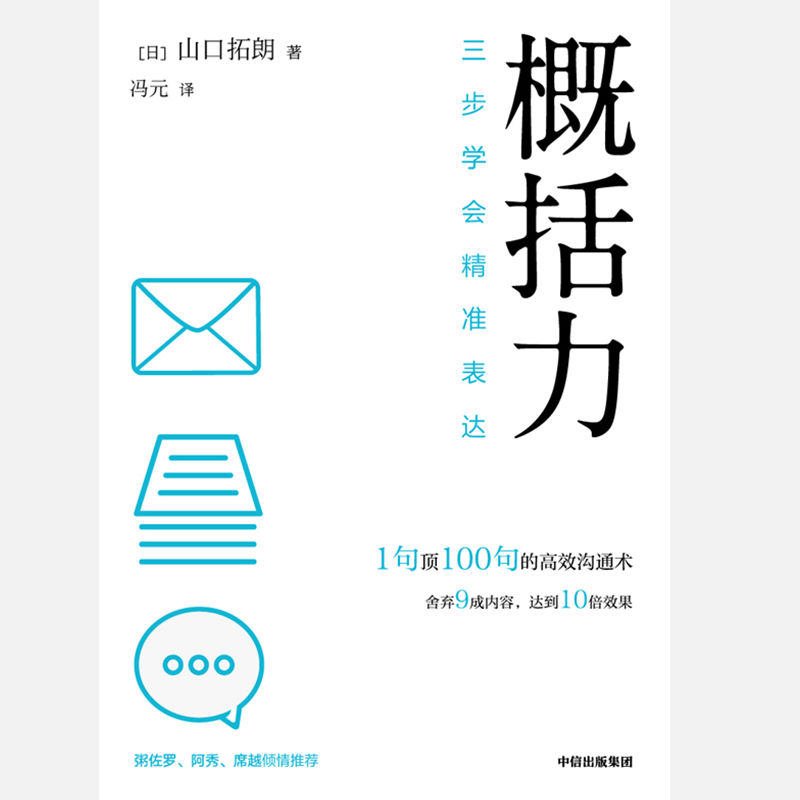 [日] 山口拓朗 著
冯元 译
概括力
三步学会精准表达
1句顶100句的高效沟通术
舍弃9成内容，达到10倍效果
粥佐罗、阿秀、席越倾情推荐
中信出版集团